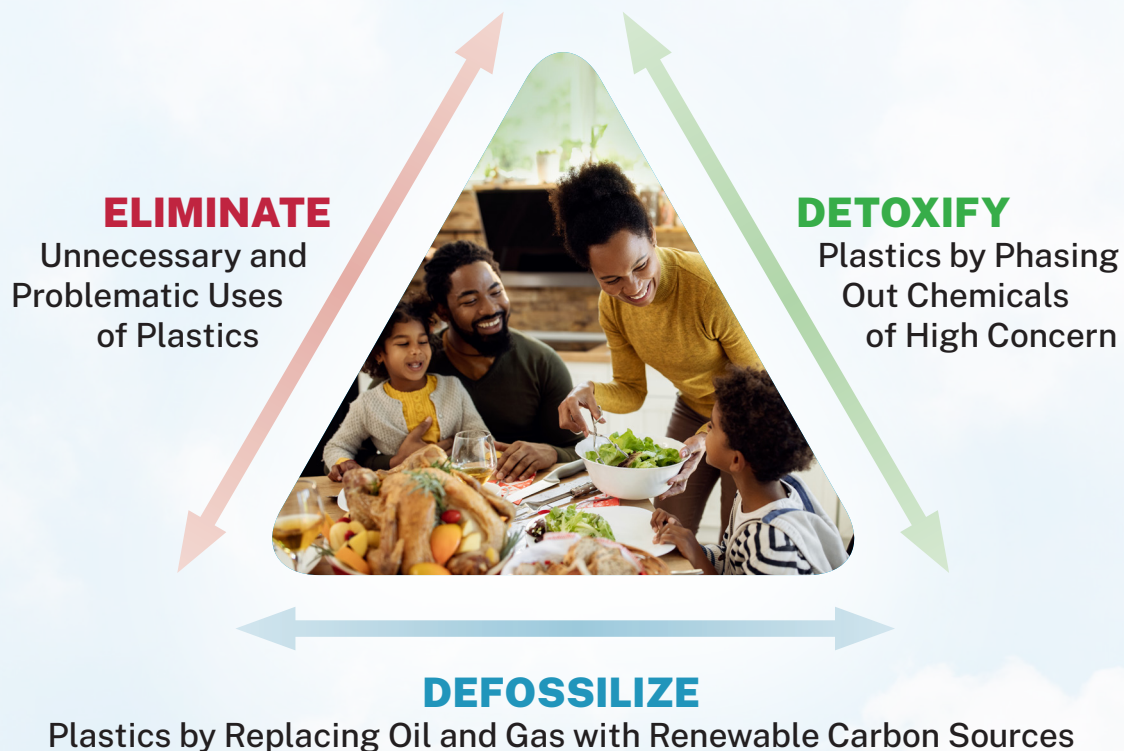 ELIMINATE
Unnecessary and
Problematic Uses
of Plastics
DETOXIFY
Plastics by Phasing
Out Chemicals
of High Concern
DEFOSSILIZE
Plastics by Replacing Oil and Gas with Renewable Carbon Sources